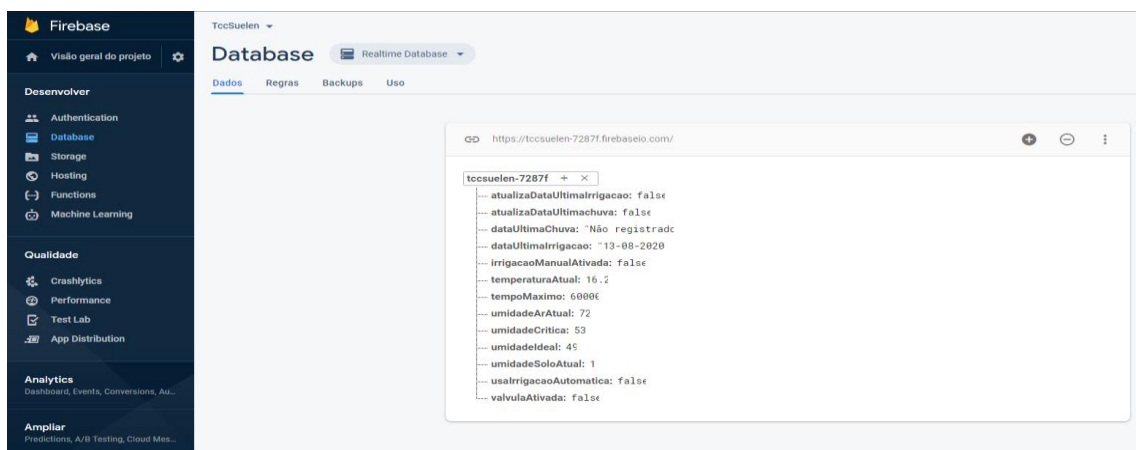 Firebase
Visão geral do projeto
Desenvolver
Authentication
Database
Storage
Hosting
Functions
Machine Learning
Qualidade
Crashlytics
Performance
Test Lab
App Distribution
Analytics
Dashboard, Events, Conversions, Au...
Ampliar
Predictions, A/B Testing, Cloud Mes...
TccSuelen
Database Realtime Database
Dados Regras Backups Uso
https://tccsuelen-7287f.firebaseio.com/
tccsuelen-7287f + ×
atualizaDataUltimaIrrigacao: false
atualizaDataUltimachuva: false
dataUltimaChuva: "Não registrado
dataUltimaIrrigacao: "13-08-2020
irrigacaoManualAtivada: false
temperaturaAtual: 16.2
tempoMaximo: 60000
umidadeArAtual: 72
umidadeCritica: 53
umidadeIdeal: 49
umidadeSoloAtual: 1
usaIrrigacaoAutomatica: false
valvulaAtivada: false